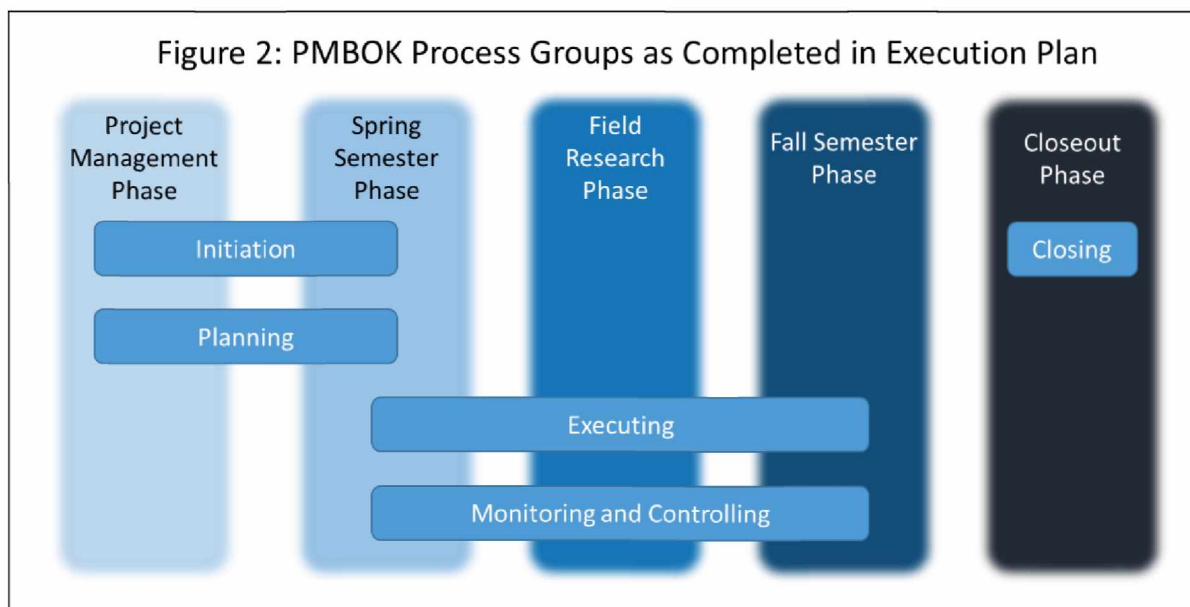 Figure 2: PMBOK Process Groups as Completed in Execution Plan
Project
Management
Phase
Spring
Semester
Phase
Field
Research
Phase
Fall Semester
Phase
Closeout
Phase
Initiation
Closing
Planning
Executing
Monitoring and Controlling